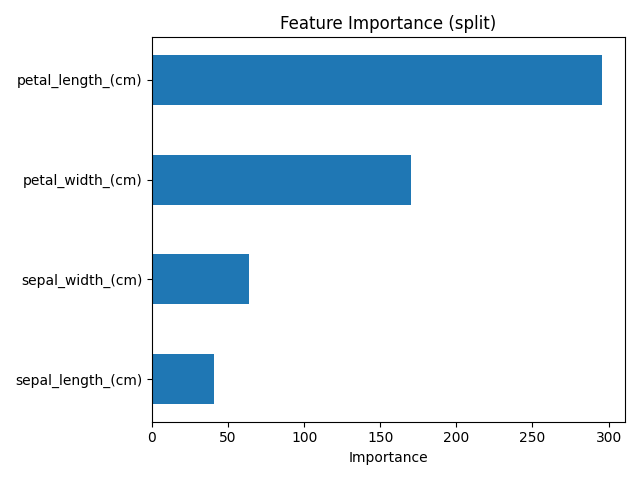 Feature Importance (split)
petal_length_(cm)
petal_width_(cm)
sepal_width_(cm)
sepal_length_(cm)
0 50 100 150 200 250 300
Importance